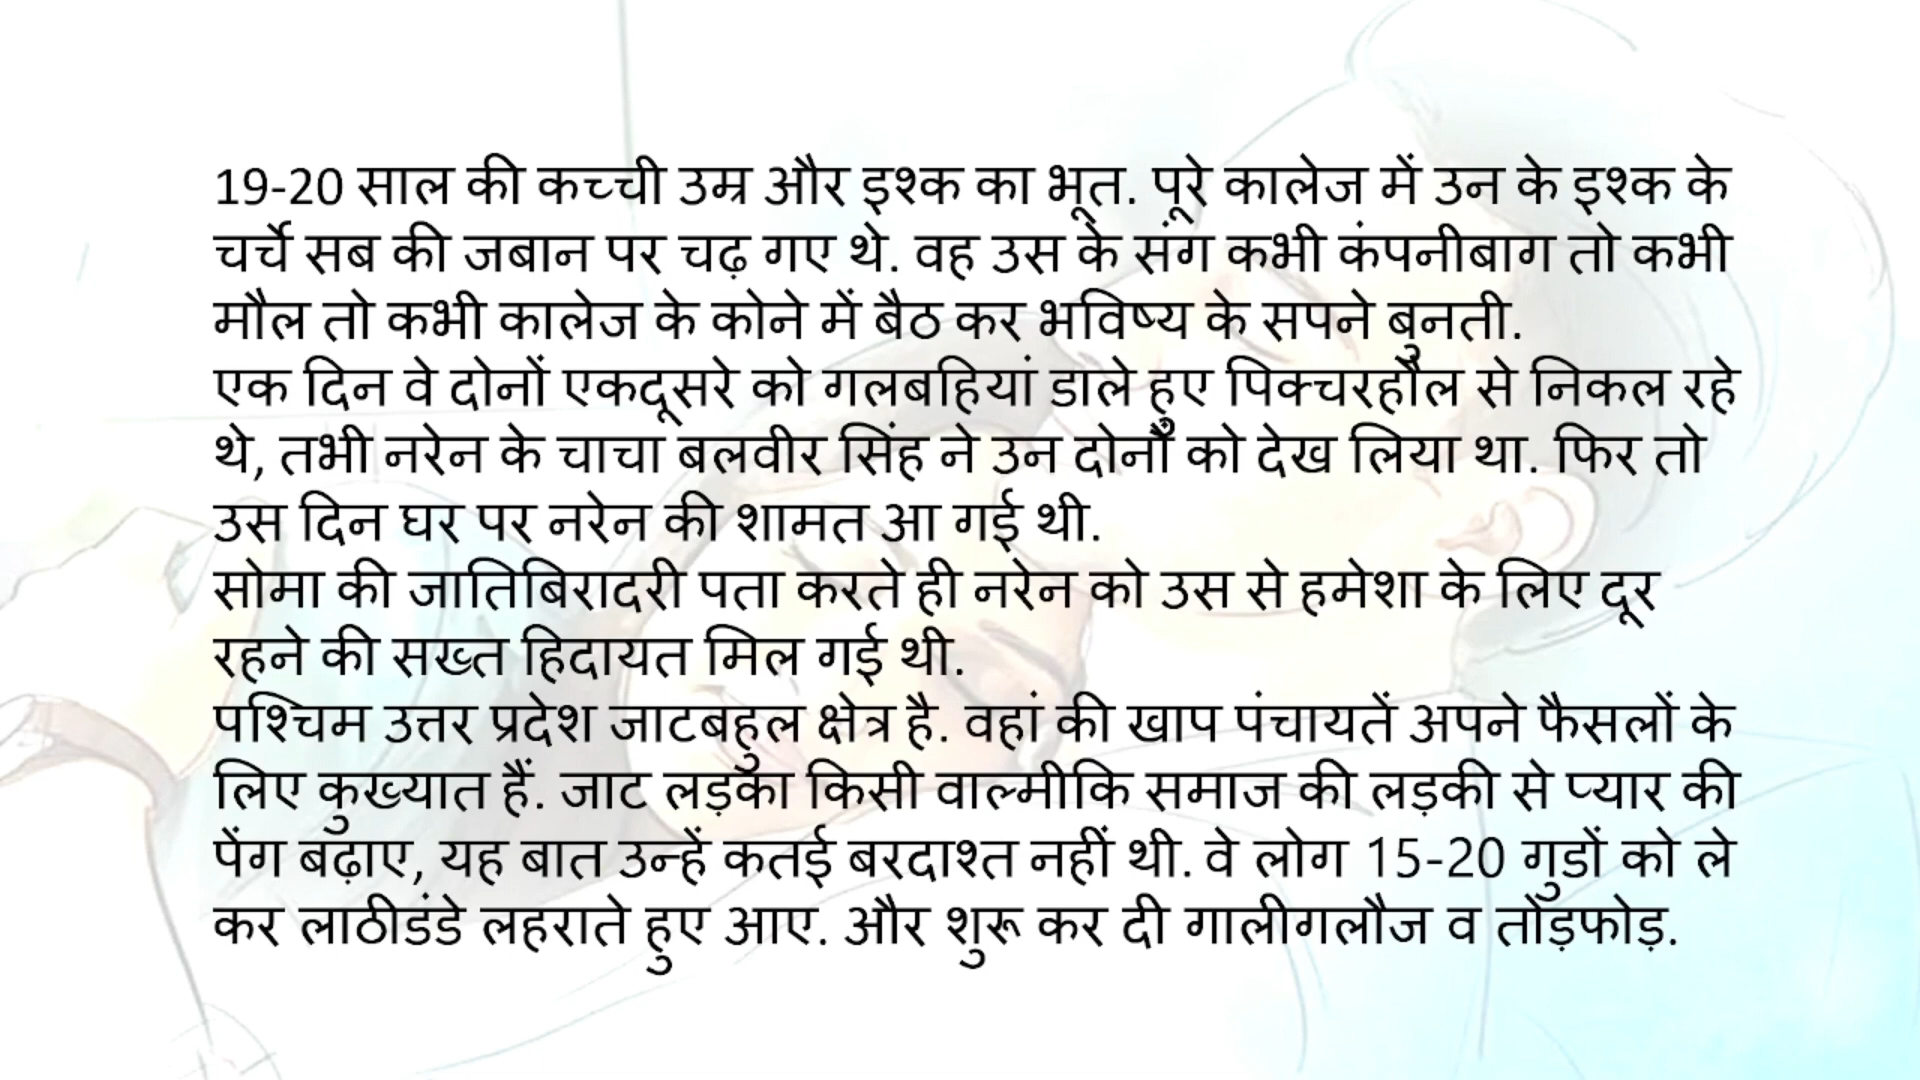 19-20 साल की कच्ची उम्र और इश्क का भूत. पूरे कालेज में उन के इश्क के
चर्चे सब की जबान पर चढ़ गए थे. वह उस के संग कभी कंपनीबाग तो कभी
मौल तो कभी कालेज के कोने में बैठ कर भविष्य के सपने बुनती.
एक दिन वे दोनों एकदूसरे को गलबहियां डाले हुए पिक्चरहौल से निकल रहे
थे, तभी नरेन के चाचा बलवीर सिंह ने उन दोनों को देख लिया था. फिर तो
उस दिन घर पर नरेन की शामत आ गई थी.
सोमा की जातिबिरादरी पता करते ही नरेन को उस से हमेशा के लिए दूर
रहने की सख्त हिदायत मिल गई थी.
पश्चिम उत्तर प्रदेश जाटबहुल क्षेत्र है. वहां की खाप पंचायतें अपने फैसलों के
लिए कुख्यात हैं. जाट लड़का किसी वाल्मीकि समाज की लड़की से प्यार की
पेंग बढ़ाए, यह बात उन्हें कतई बरदाश्त नहीं थी. वे लोग 15-20 गुडों को ले
कर लाठीडंडे लहराते हुए आए. और शुरू कर दी गालीगलौज व तोड़फोड़.